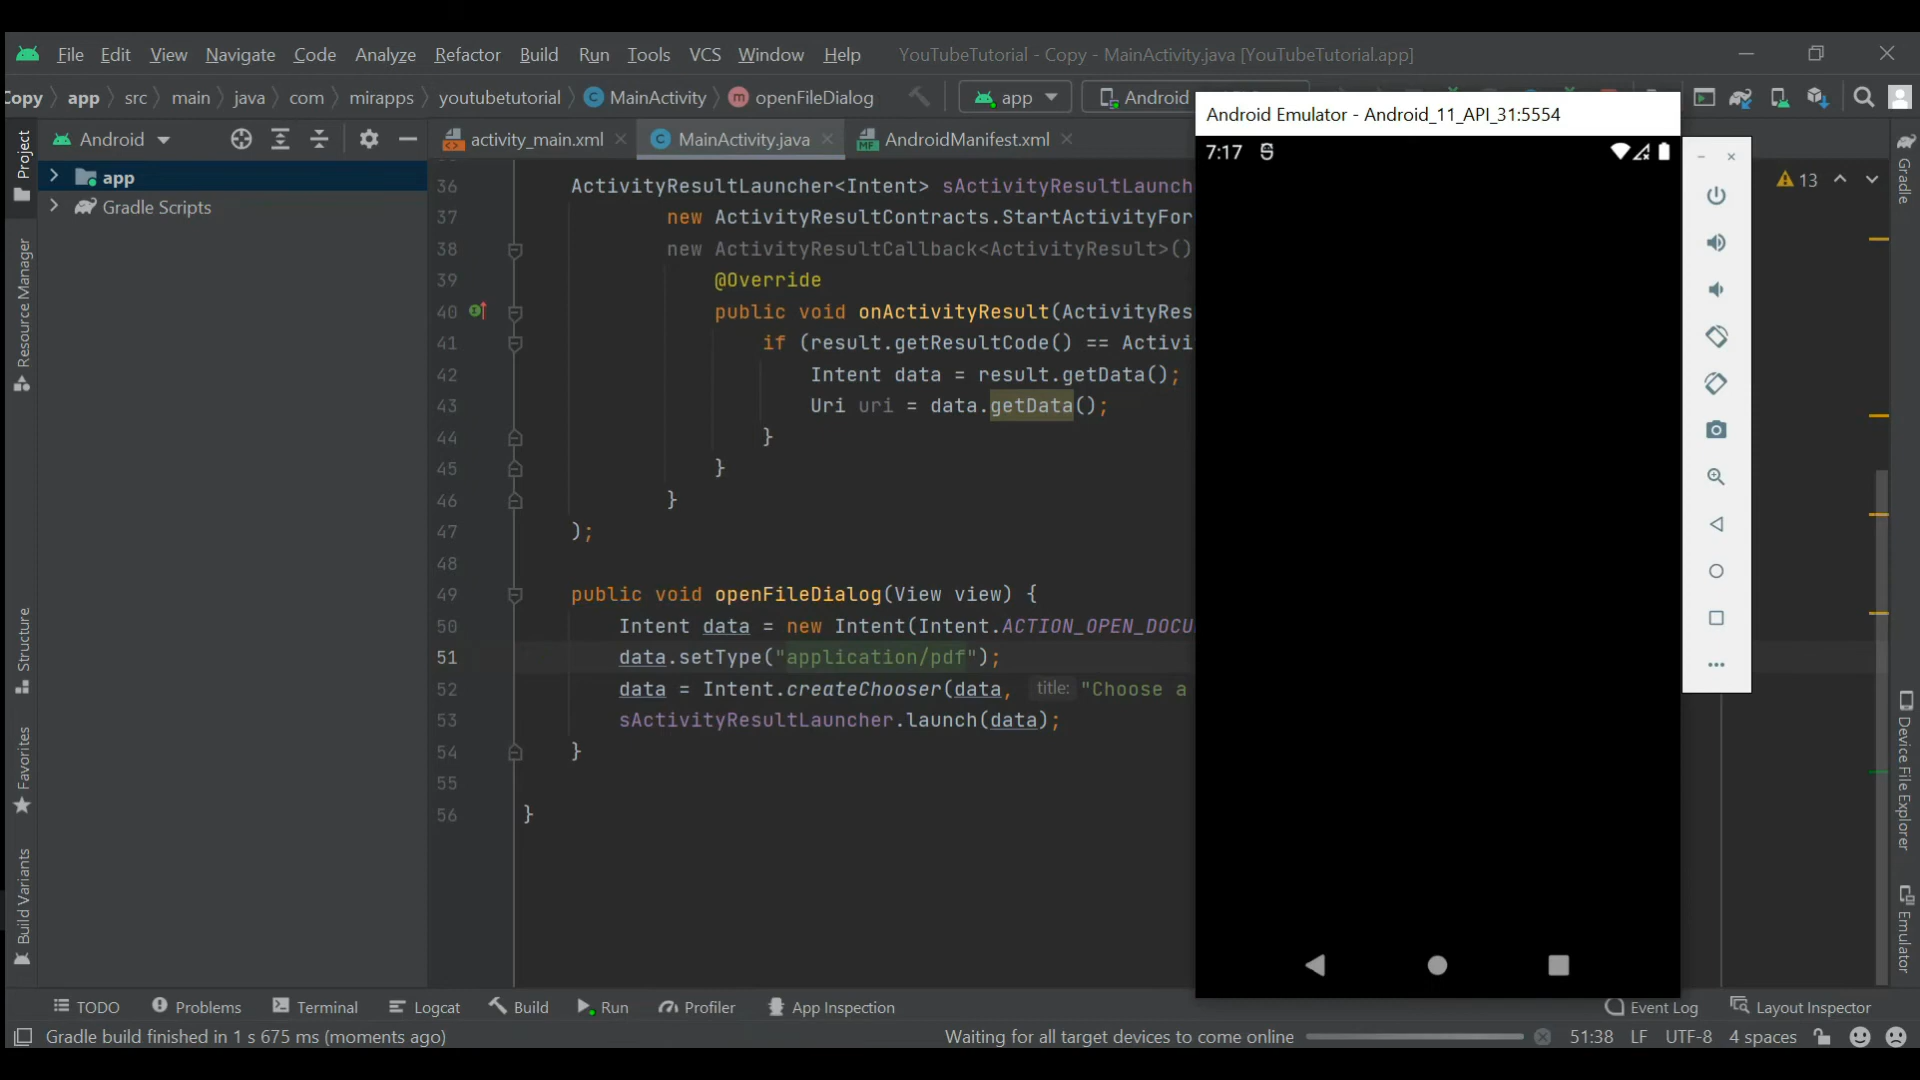 File Edit View Navigate Code Analyze Refactor Build Run Tools VCS Window Help YouTubeTutorial - Copy - MainActivity.java [YouTubeTutorial.app]
Copy app src main java com mirapps youtubetutorial MainActivity openFileDialog app Android
Android Emulator - Android_11_API_31:5554
Android activity_main.xml MainActivity.java AndroidManifest.xml
7:17
13
app
Gradle Scripts
36 ActivityResultLauncher<Intent> sActivityResultLaunch
37 new ActivityResultContracts.StartActivityFor
38 new ActivityResultCallback<ActivityResult>()
39 @Override
40 public void onActivityResult(ActivityRes
41 if (result.getResultCode() == Activi
42 Intent data = result.getData();
43 Uri uri = data.getData();
44 }
45 }
46 }
47 );
48
49 public void openFileDialog(View view) {
50 Intent data = new Intent(Intent.ACTION_OPEN_DOCU
51 data.setType("application/pdf");
52 data = Intent.createChooser(data, title: "Choose a
53 sActivityResultLauncher.launch(data);
54 }
55
56 }
Project
Resource Manager
Structure
Favorites
Build Variants
Gradle
Device File Explorer
Emulator
TODO Problems Terminal Logcat Build Run Profiler App Inspection Event Log Layout Inspector
Gradle build finished in 1 s 675 ms (moments ago) Waiting for all target devices to come online 51:38 LF UTF-8 4 spaces